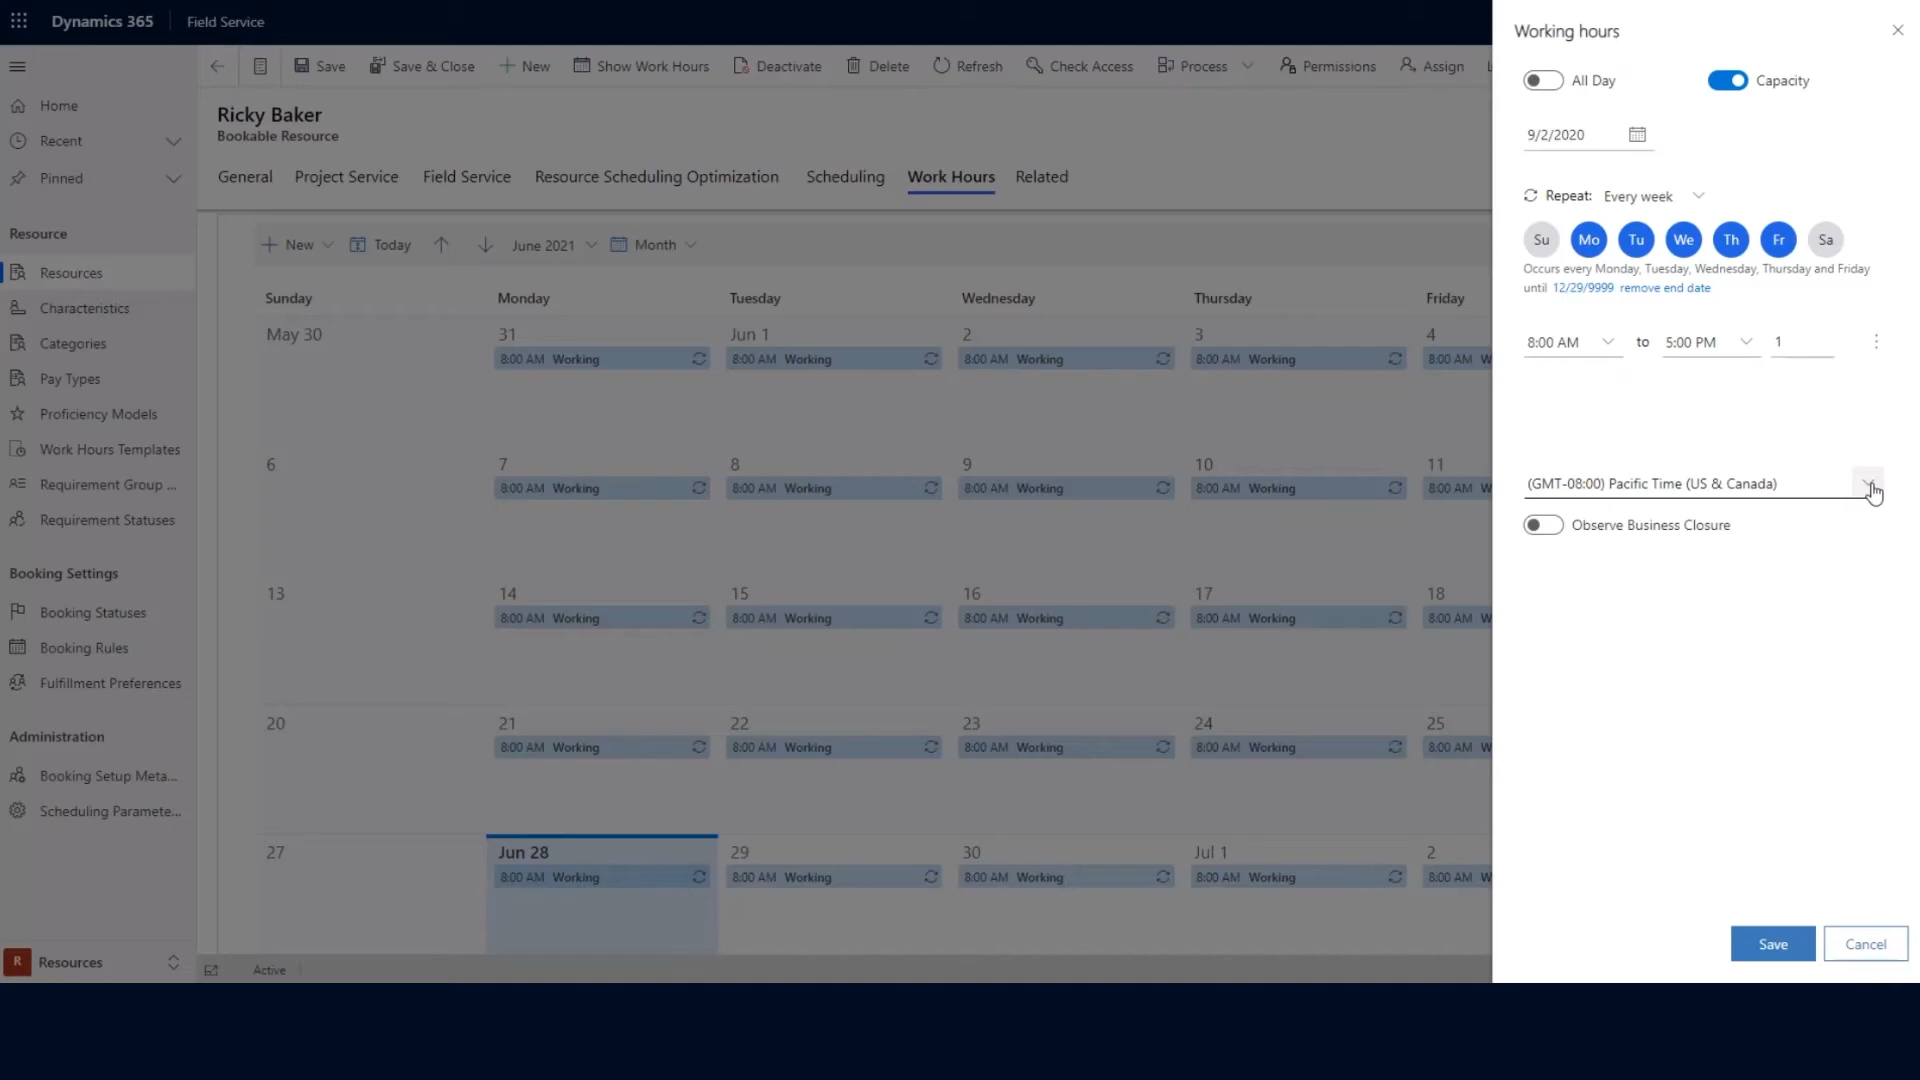 Dynamics 365 Field Service
Save Save & Close New Show Work Hours Deactivate Delete Refresh Check Access Process Permissions Assign
Home
Recent
Pinned
Resource
Resources
Characteristics
Categories
Pay Types
Proficiency Models
Work Hours Templates
Requirement Group ...
Requirement Statuses
Booking Settings
Booking Statuses
Booking Rules
Fulfillment Preferences
Administration
Booking Setup Meta...
Scheduling Paramete...
R Resources
Ricky Baker
Bookable Resource
General Project Service Field Service Resource Scheduling Optimization Scheduling Work Hours Related
New Today June 2021 Month
Sunday Monday Tuesday Wednesday Thursday Friday
May 30 31 Jun 1 2 3 4
8:00 AM Working 8:00 AM Working 8:00 AM Working 8:00 AM Working 8:00 AM W
6 7 8 9 10 11
8:00 AM Working 8:00 AM Working 8:00 AM Working 8:00 AM Working 8:00 AM W
13 14 15 16 17 18
8:00 AM Working 8:00 AM Working 8:00 AM Working 8:00 AM Working 8:00 AM W
20 21 22 23 24 25
8:00 AM Working 8:00 AM Working 8:00 AM Working 8:00 AM Working 8:00 AM W
27 Jun 28 29 30 Jul 1 2
8:00 AM Working 8:00 AM Working 8:00 AM Working 8:00 AM Working 8:00 AM W
Active
Working hours
All Day Capacity
9/2/2020
Repeat: Every week
Su Mo Tu We Th Fr Sa
Occurs every Monday, Tuesday, Wednesday, Thursday and Friday
until 12/29/9999 remove end date
8:00 AM to 5:00 PM 1
(GMT-08:00) Pacific Time (US & Canada)
Observe Business Closure
Save Cancel